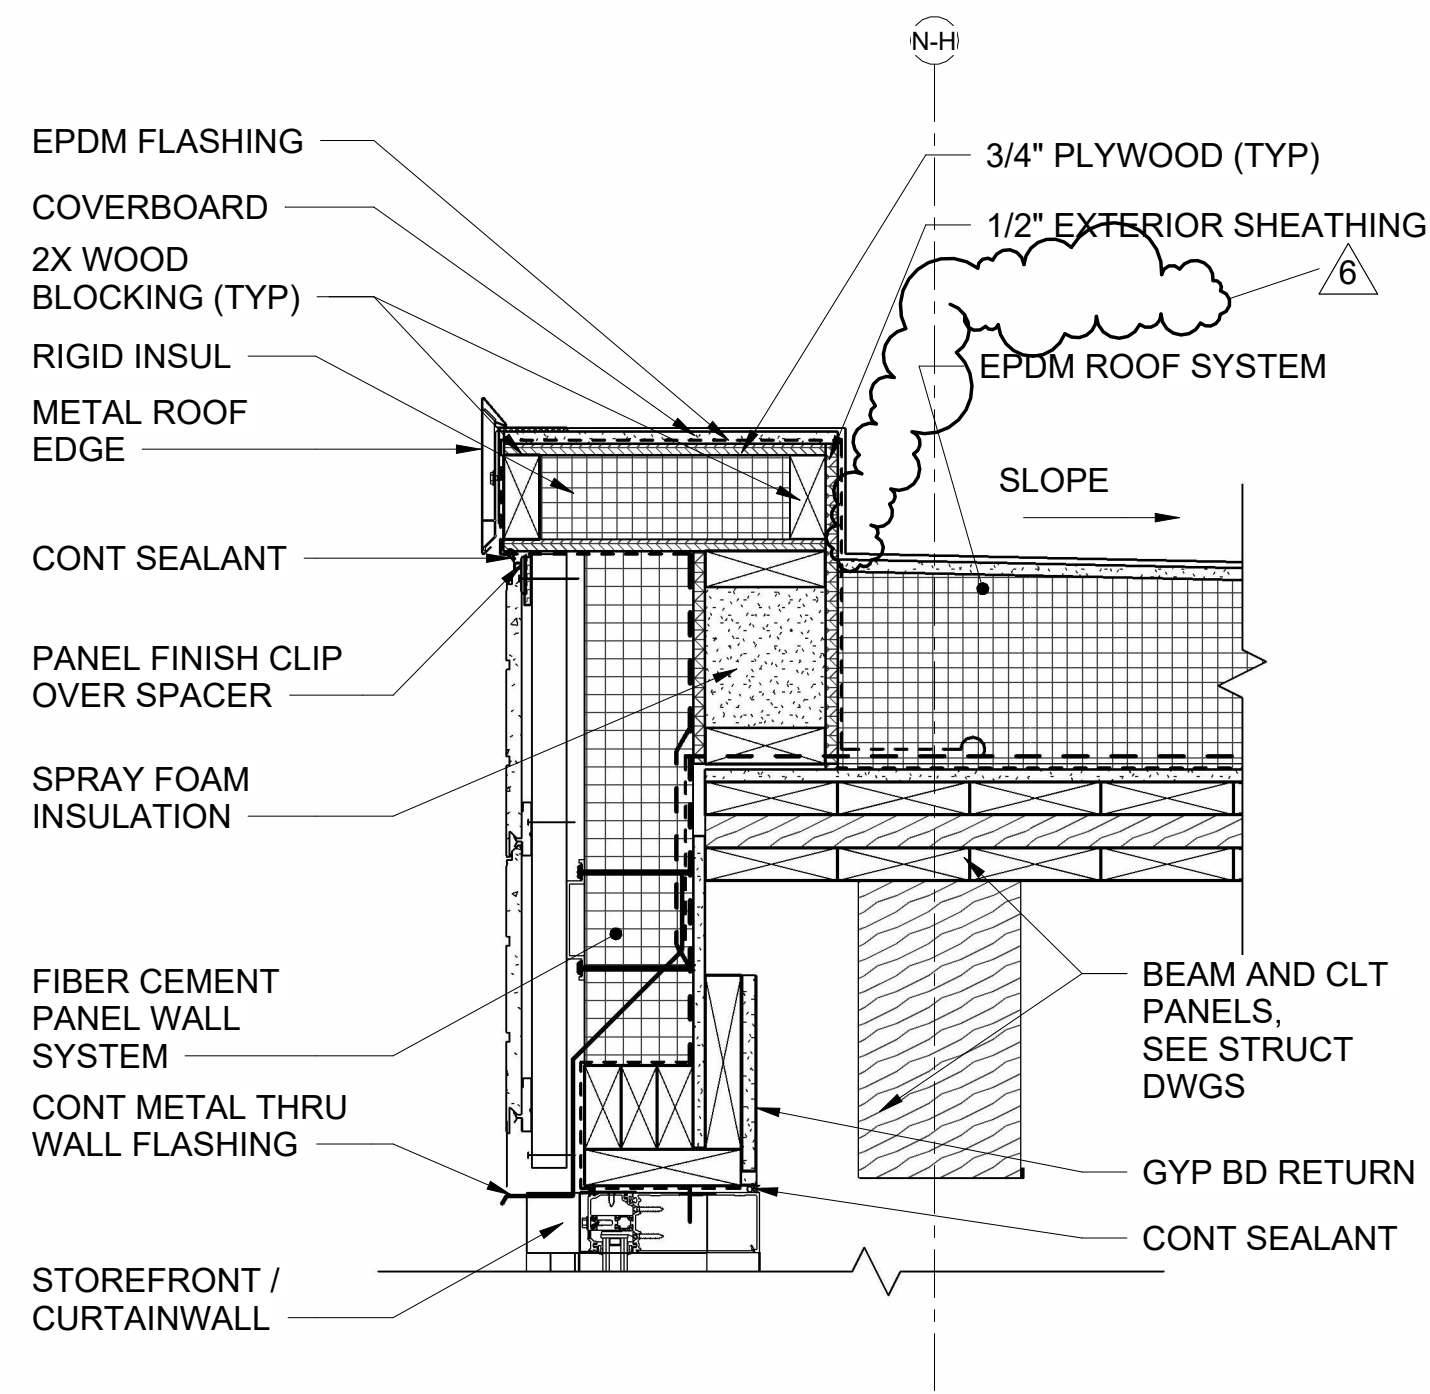 N-H
EPDM FLASHING
COVERBOARD
2X WOOD
BLOCKING (TYP)
RIGID INSUL
METAL ROOF
EDGE
CONT SEALANT
PANEL FINISH CLIP
OVER SPACER
SPRAY FOAM
INSULATION
FIBER CEMENT
PANEL WALL
SYSTEM
CONT METAL THRU
WALL FLASHING
STOREFRONT /
CURTAINWALL
3/4" PLYWOOD (TYP)
1/2" EXTERIOR SHEATHING
6
EPDM ROOF SYSTEM
SLOPE
BEAM AND CLT
PANELS,
SEE STRUCT
DWGS
GYP BD RETURN
CONT SEALANT